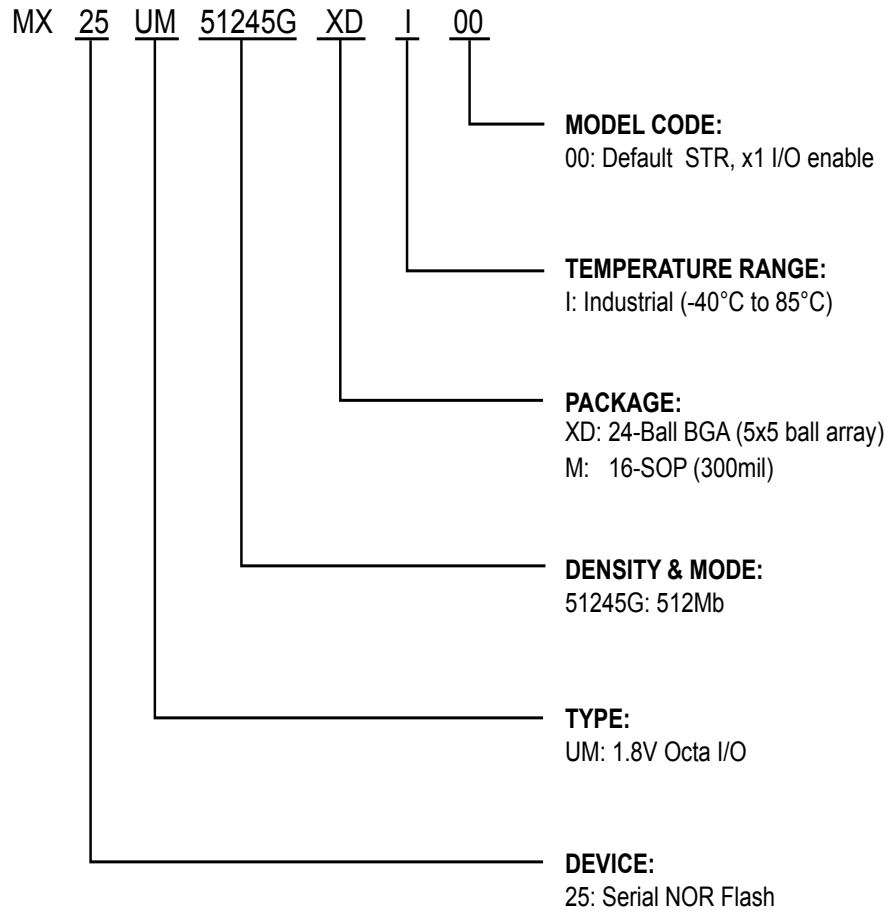 MX 25 UM 51245G XD I 00
MODEL CODE:
00: Default STR, x1 I/O enable
TEMPERATURE RANGE:
I: Industrial (-40°C to 85°C)
PACKAGE:
XD: 24-Ball BGA (5x5 ball array)
M: 16-SOP (300mil)
DENSITY & MODE:
51245G: 512Mb
TYPE:
UM: 1.8V Octa I/O
DEVICE:
25: Serial NOR Flash